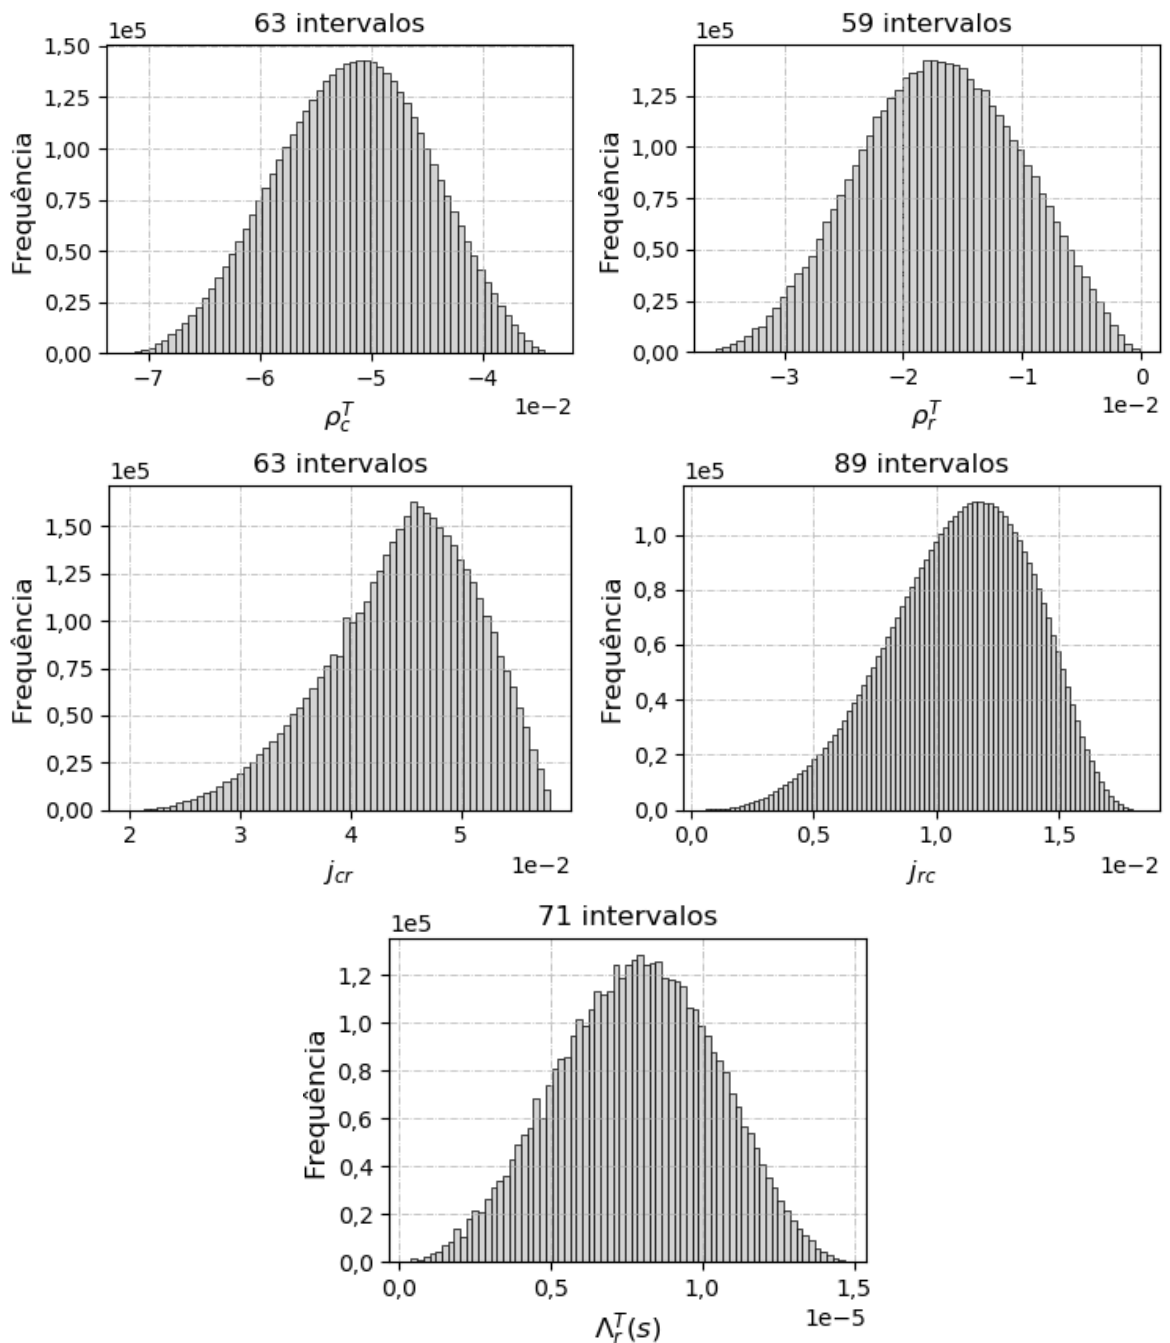 63 intervalos
1e5
1,50
1,25
1,00
0,75
0,50
0,25
0,00
Frequência
−7 −6 −5 −4
1e−2
ρ_c^T
59 intervalos
1e5
1,25
1,00
0,75
0,50
0,25
0,00
Frequência
−3 −2 −1 0
1e−2
ρ_r^T
63 intervalos
1e5
1,50
1,25
1,00
0,75
0,50
0,25
0,00
Frequência
2 3 4 5
1e−2
j_cr
89 intervalos
1e5
1,0
0,8
0,6
0,4
0,2
0,0
Frequência
0,0 0,5 1,0 1,5
1e−2
j_rc
71 intervalos
1e5
1,2
1,0
0,8
0,6
0,4
0,2
0,0
Frequência
0,0 0,5 1,0 1,5
1e−5
Λ_r^T(s)